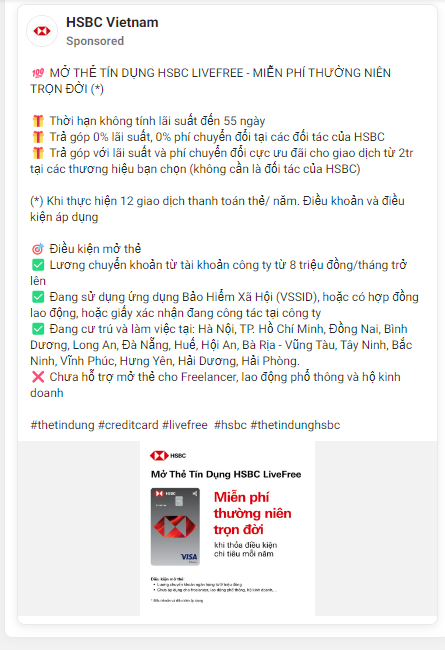 HSBC Vietnam
Sponsored
💯 MỞ THẺ TÍN DỤNG HSBC LIVEFREE - MIỄN PHÍ THƯỜNG NIÊN
TRỌN ĐỜI (*)
🎁 Thời hạn không tính lãi suất đến 55 ngày
🎁 Trả góp 0% lãi suất, 0% phí chuyển đổi tại các đối tác của HSBC
🎁 Trả góp với lãi suất và phí chuyển đổi cực ưu đãi cho giao dịch từ 2tr
tại các thương hiệu bạn chọn (không cần là đối tác của HSBC)
(*) Khi thực hiện 12 giao dịch thanh toán thẻ/ năm. Điều khoản và điều
kiện áp dụng
🎯 Điều kiện mở thẻ
✅ Lương chuyển khoản từ tài khoản công ty từ 8 triệu đồng/tháng trở
lên
✅ Đang sử dụng ứng dụng Bảo Hiểm Xã Hội (VSSID), hoặc có hợp đồng
lao động, hoặc giấy xác nhận đang công tác tại công ty
✅ Đang cư trú và làm việc tại: Hà Nội, TP. Hồ Chí Minh, Đồng Nai, Bình
Dương, Long An, Đà Nẵng, Huế, Hội An, Bà Rịa - Vũng Tàu, Tây Ninh, Bắc
Ninh, Vĩnh Phúc, Hưng Yên, Hải Dương, Hải Phòng.
❌ Chưa hỗ trợ mở thẻ cho Freelancer, lao động phổ thông và hộ kinh
doanh
#thetindung #creditcard #livefree #hsbc #thetindunghsbc
HSBC
Mở Thẻ Tín Dụng HSBC LiveFree
HSBC
Miễn phí
thường niên
trọn đời
khi thỏa điều kiện
chi tiêu mỗi năm
VISA
Điều kiện mở thẻ: